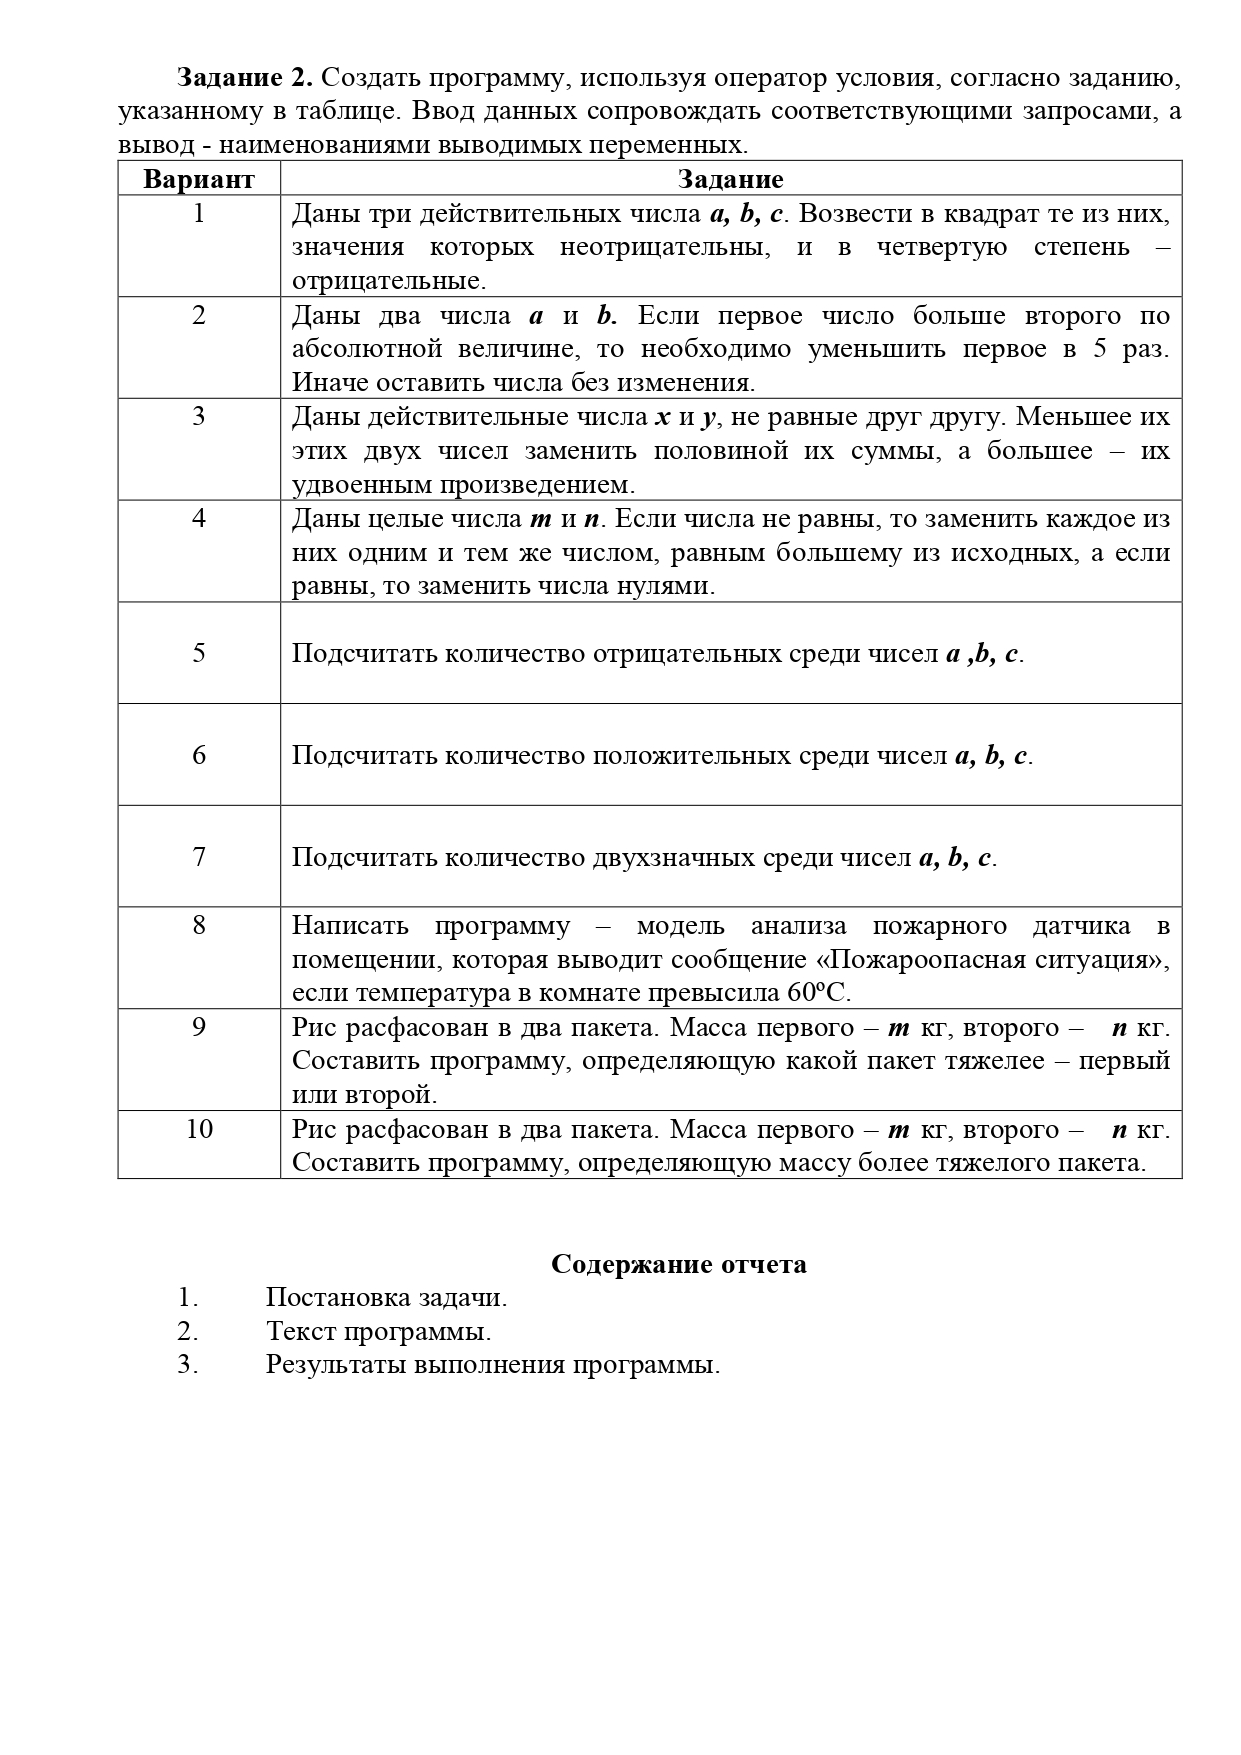 Задание 2. Создать программу, используя оператор условия, согласно заданию,
указанному в таблице. Ввод данных сопровождать соответствующими запросами, а
вывод - наименованиями выводимых переменных.
Вариант Задание
1 Даны три действительных числа a, b, c. Возвести в квадрат те из них,
значения которых неотрицательны, и в четвертую степень –
отрицательные.
2 Даны два числа a и b. Если первое число больше второго по
абсолютной величине, то необходимо уменьшить первое в 5 раз.
Иначе оставить числа без изменения.
3 Даны действительные числа x и y, не равные друг другу. Меньшее их
этих двух чисел заменить половиной их суммы, а большее – их
удвоенным произведением.
4 Даны целые числа m и n. Если числа не равны, то заменить каждое из
них одним и тем же числом, равным большему из исходных, а если
равны, то заменить числа нулями.
5 Подсчитать количество отрицательных среди чисел a ,b, c.
6 Подсчитать количество положительных среди чисел a, b, c.
7 Подсчитать количество двухзначных среди чисел a, b, c.
8 Написать программу – модель анализа пожарного датчика в
помещении, которая выводит сообщение «Пожароопасная ситуация»,
если температура в комнате превысила 60ºС.
9 Рис расфасован в два пакета. Масса первого – m кг, второго – n кг.
Составить программу, определяющую какой пакет тяжелее – первый
или второй.
10 Рис расфасован в два пакета. Масса первого – m кг, второго – n кг.
Составить программу, определяющую массу более тяжелого пакета.
Содержание отчета
1. Постановка задачи.
2. Текст программы.
3. Результаты выполнения программы.